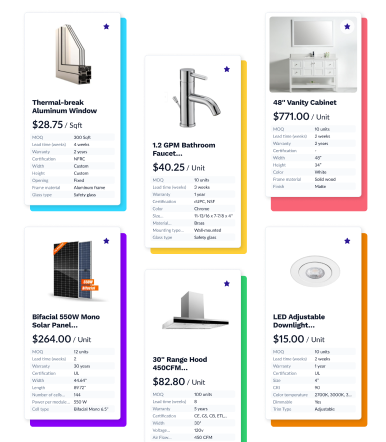 Thermal-break
Aluminum Window
$28.75 / Sqft
MOQ 300 Sqft
Lead time (weeks) 4 weeks
Warranty 2 years
Certification NFRC
Width Custom
Height Custom
Opening Fixed
Frame material Aluminum frame
Glass type Safety glass
1.2 GPM Bathroom
Faucet...
$40.25 / Unit
MOQ 10 units
Lead time (weeks) 3 weeks
Warranty 1 year
Certification cUPC, NSF
Color Chrome
Size... 11-13/16 x 7-7/8 x 4"
Material... Brass
Mounting type... Wall-mounted
Glass type Safety glass
48" Vanity Cabinet
$771.00 / Unit
MOQ 10 units
Lead time (weeks) 3 weeks
Warranty 2 years
Certification -
Width 48"
Height 24"
Color White
Frame material Solid wood
Finish Matte
550W
Bifacial
Bifacial 550W Mono
Solar Panel...
$264.00 / Unit
MOQ 12 units
Lead time (weeks) 2
Warranty 30 years
Certification UL
Width 44.64"
Length 89.72"
Number of cells... 144
Power per module... 550 W
Cell type Bifacial Mono 6.5"
30" Range Hood
450CFM...
$82.80 / Unit
MOQ 100 units
Lead time (weeks) 8
Warranty 3 years
Certification CE, GS, CB, ETL,...
Width 30"
Voltage... 120v
Air Flow... 450 CFM
LED Adjustable
Downlight...
$15.00 / Unit
MOQ 10 units
Lead time (weeks) 2 weeks
Warranty 1 year
Certification UL
Size 4"
CRI 90
Color temperature 2700K, 3000K, 3...
Dimmable Yes
Trim Type Adjustable